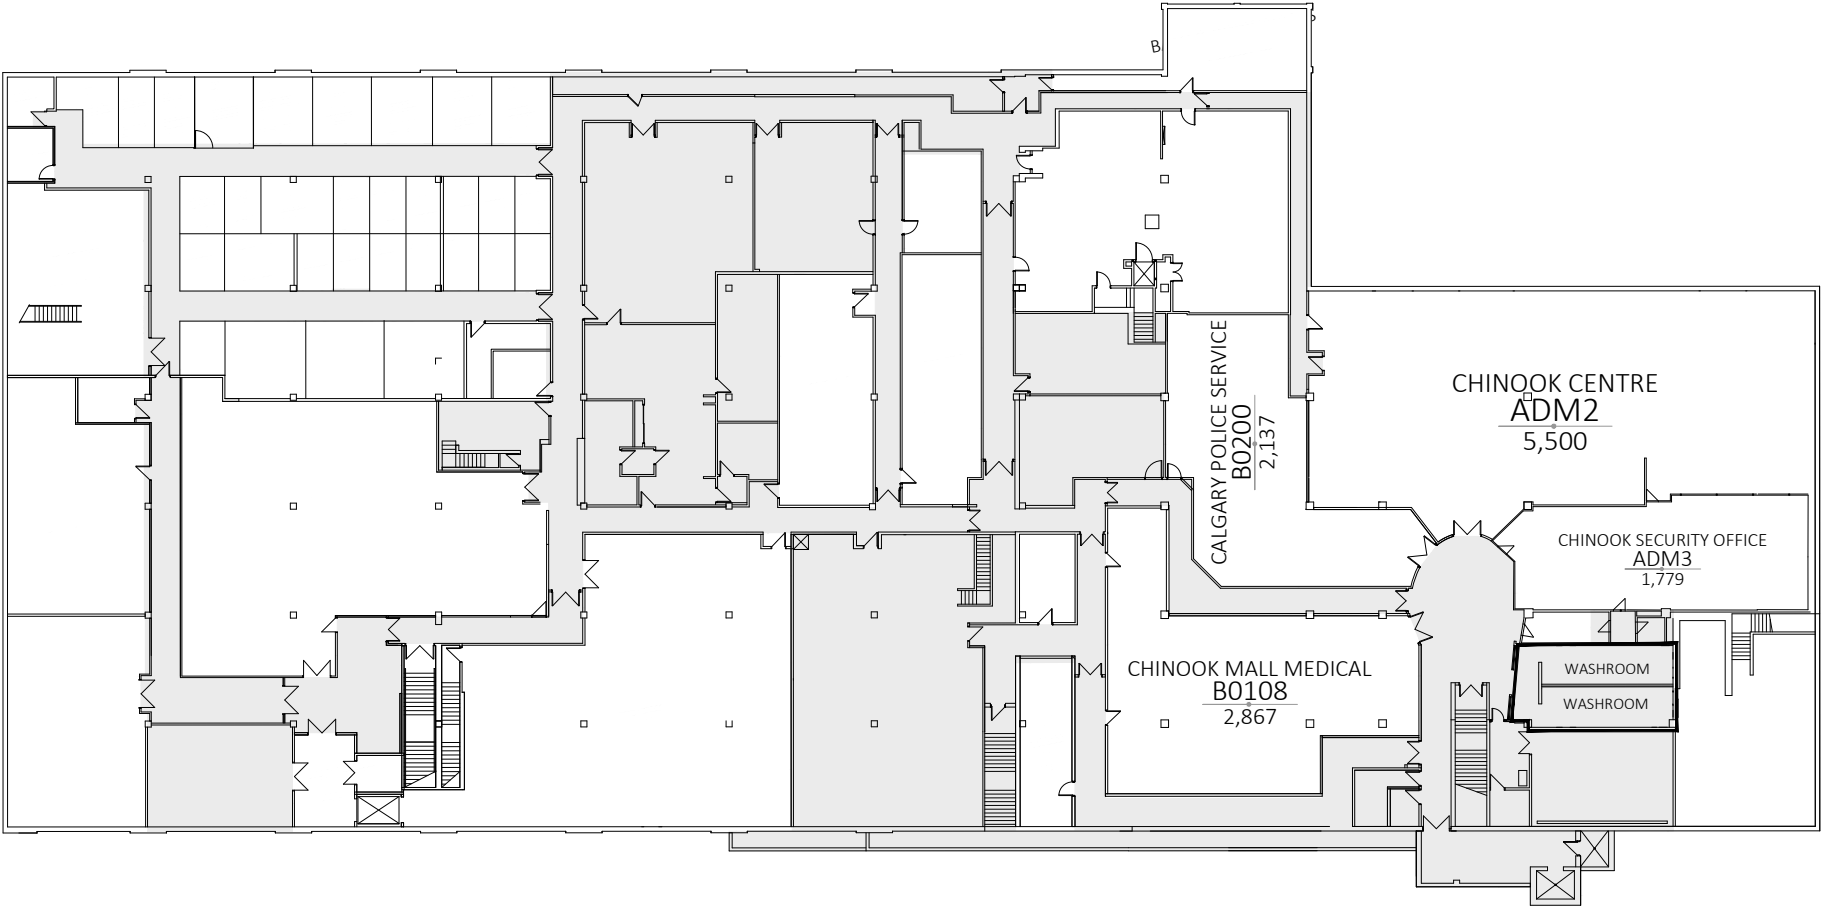 B
CHINOOK CENTRE
ADM2
5,500
CALGARY POLICE SERVICE
B0200
2,137
CHINOOK SECURITY OFFICE
ADM3
1,779
CHINOOK MALL MEDICAL
B0108
2,867
WASHROOM
WASHROOM